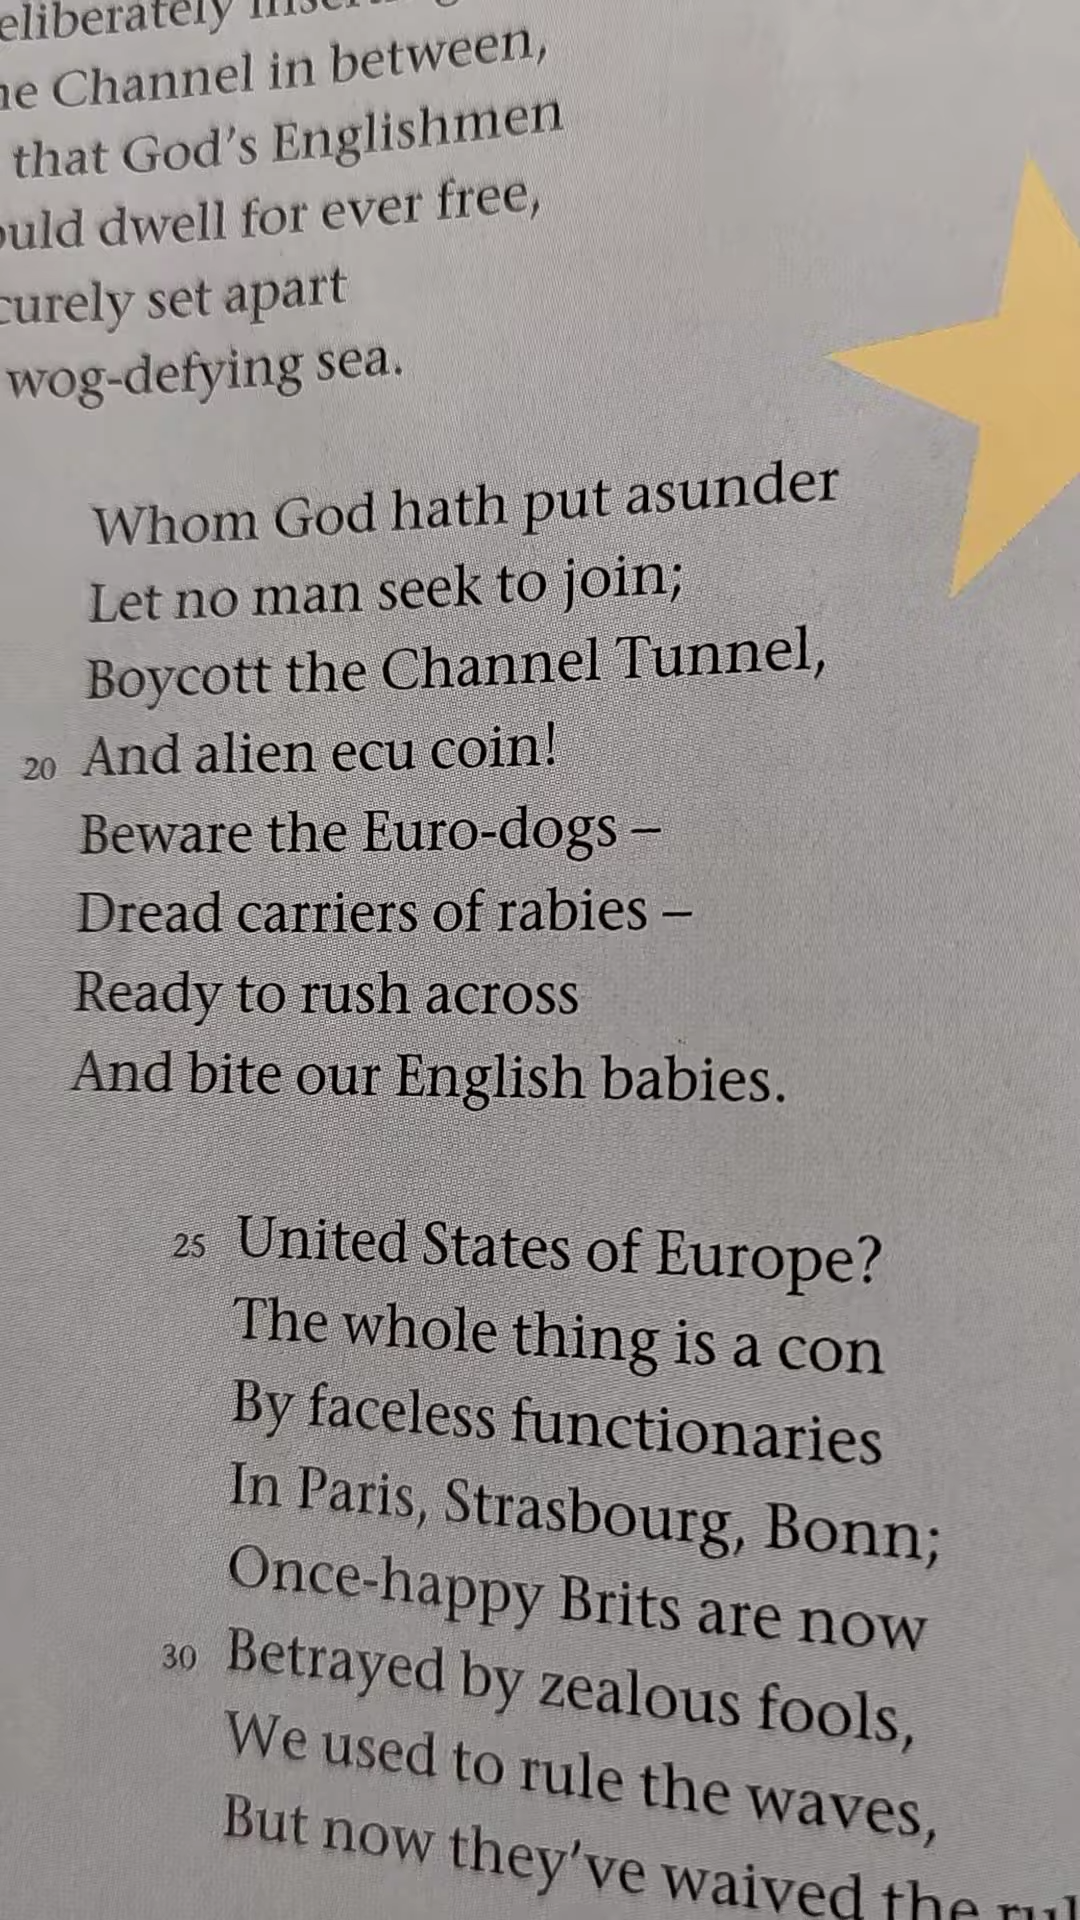 eliberately
Channel in between,
that God's Englishmen
dwell for ever free,
set apart
wog-defying sea.
Whom God hath put asunder
Let no man seek to join;
Boycott the Channel Tunnel,
20 And alien ecu coin!
Beware the Euro-dogs –
Dread carriers of rabies –
Ready to rush across
And bite our English babies.
25 United States of Europe?
The whole thing is a con
By faceless functionaries
In Paris, Strasbourg, Bonn;
Once-happy Brits are now
30 Betrayed by zealous fools,
We used to rule the waves,
But now they've waived the